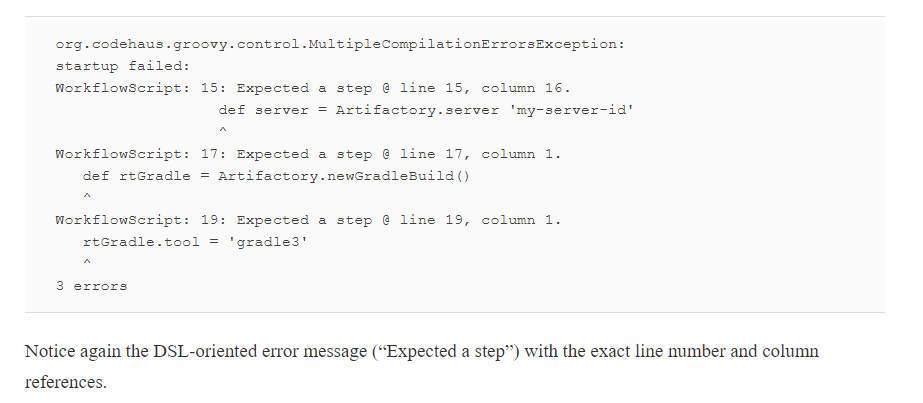 org.codehaus.groovy.control.MultipleCompilationErrorsException:
startup failed:
WorkflowScript: 15: Expected a step @ line 15, column 16.
def server = Artifactory.server 'my-server-id'
^
WorkflowScript: 17: Expected a step @ line 17, column 1.
def rtGradle = Artifactory.newGradleBuild()
^
WorkflowScript: 19: Expected a step @ line 19, column 1.
rtGradle.tool = 'gradle3'
^
3 errors
Notice again the DSL-oriented error message (“Expected a step”) with the exact line number and column
references.